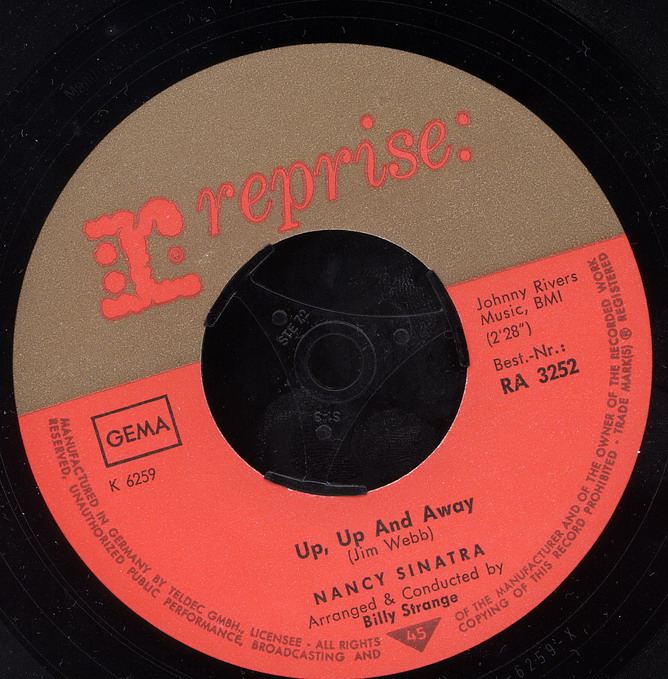 reprise:
r®
Johnny Rivers
Music, BMI
(2'28")
Best.-Nr.:
RA 3252
GEMA
K 6259
STE 72
SMS
Up, Up And Away
(Jim Webb)
NANCY SINATRA
Arranged & Conducted by
Billy Strange
45
MANUFACTURED IN GERMANY BY TELDEC GMBH., LICENSEE - ALL RIGHTS OF THE MANUFACTURER AND OF THE OWNER OF THE RECORDED WORK
RESERVED. UNAUTHORIZED PUBLIC PERFORMANCE, BROADCASTING AND COPYING OF THIS RECORD PROHIBITED - TRADE MARK(S) ® REGISTERED